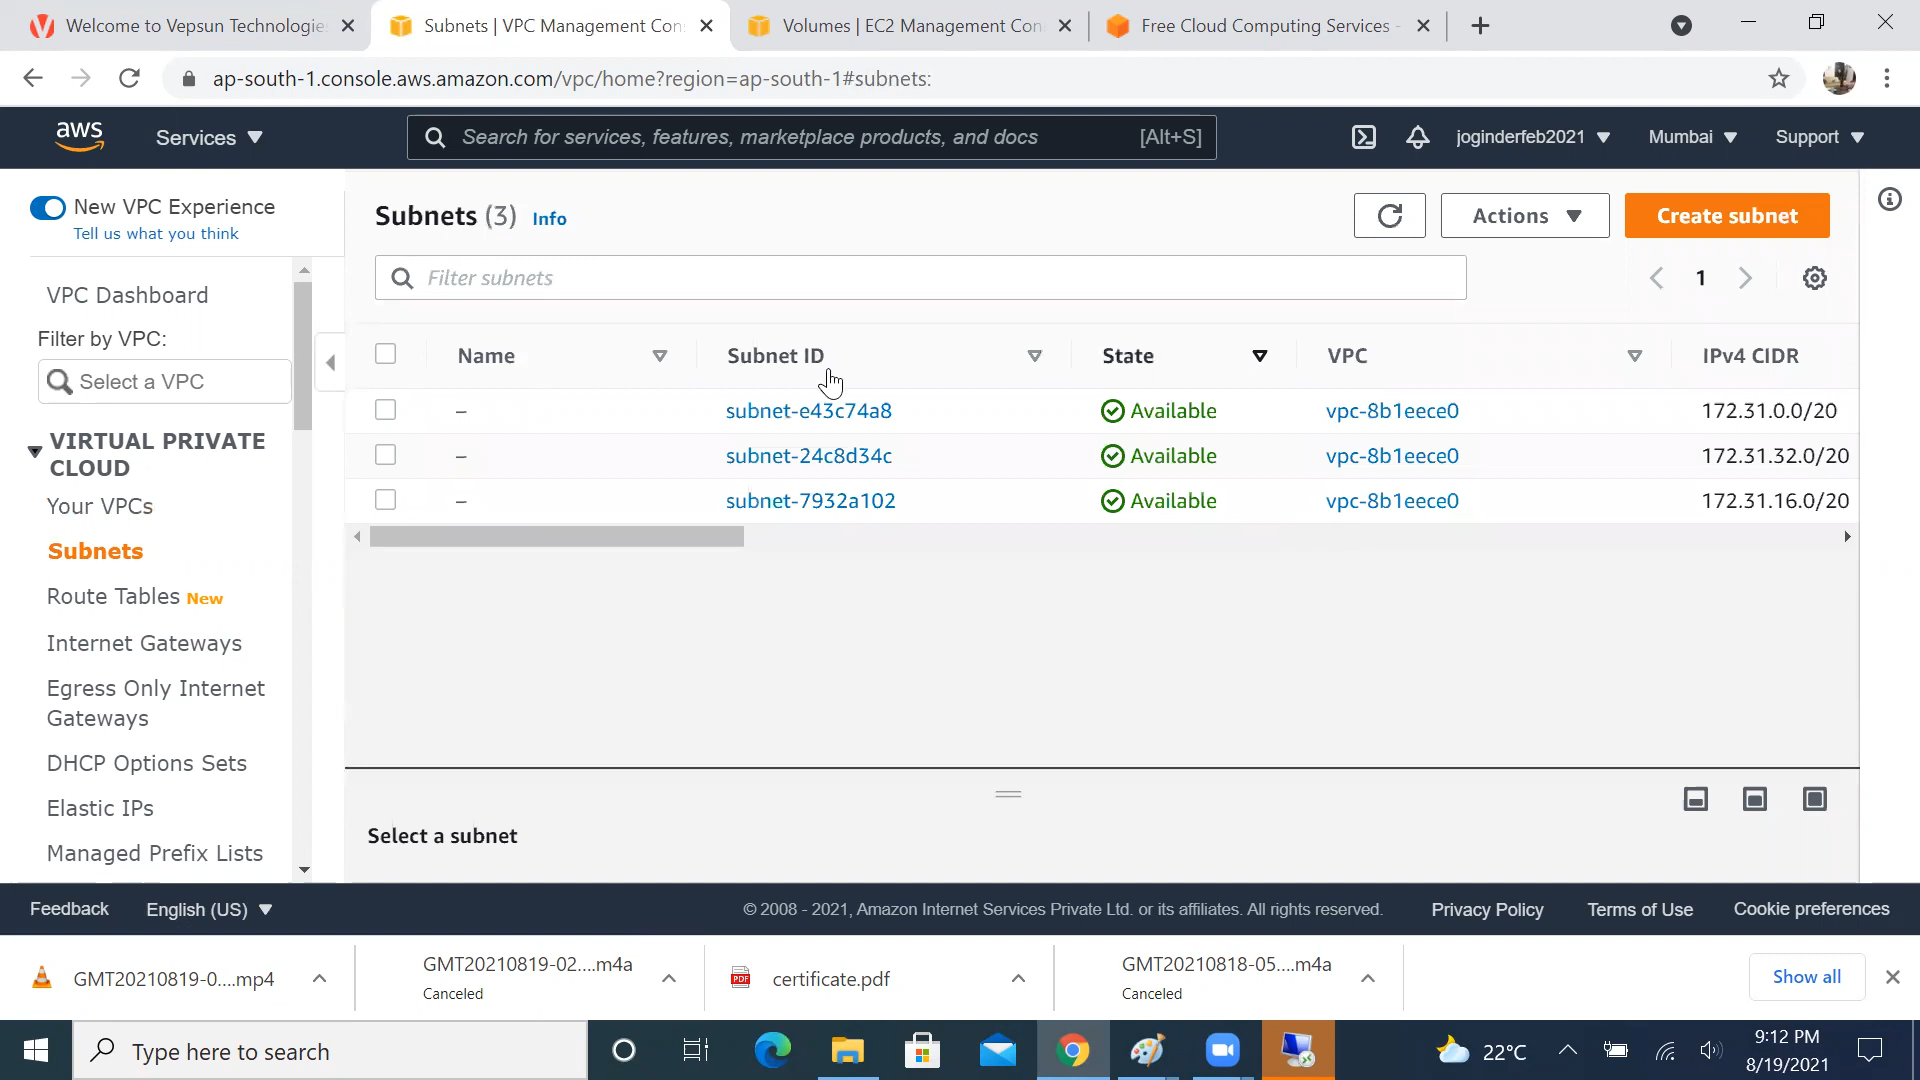 Welcome to Vepsun Technologie
Subnets | VPC Management Con
Volumes | EC2 Management Con
Free Cloud Computing Services -
ap-south-1.console.aws.amazon.com/vpc/home?region=ap-south-1#subnets:
aws
Services
Search for services, features, marketplace products, and docs
[Alt+S]
joginderfeb2021
Mumbai
Support
New VPC Experience
Tell us what you think
VPC Dashboard
Filter by VPC:
Select a VPC
VIRTUAL PRIVATE
CLOUD
Your VPCs
Subnets
Route Tables New
Internet Gateways
Egress Only Internet
Gateways
DHCP Options Sets
Elastic IPs
Managed Prefix Lists
Subnets (3) Info
Actions
Create subnet
Filter subnets
1
Name Subnet ID State VPC IPv4 CIDR
– subnet-e43c74a8 Available vpc-8b1eece0 172.31.0.0/20
– subnet-24c8d34c Available vpc-8b1eece0 172.31.32.0/20
– subnet-7932a102 Available vpc-8b1eece0 172.31.16.0/20
Select a subnet
Feedback
English (US)
© 2008 - 2021, Amazon Internet Services Private Ltd. or its affiliates. All rights reserved.
Privacy Policy
Terms of Use
Cookie preferences
GMT20210819-0....mp4
GMT20210819-02....m4a
Canceled
PDF
certificate.pdf
GMT20210818-05....m4a
Canceled
Show all
Type here to search
22°C
9:12 PM
8/19/2021